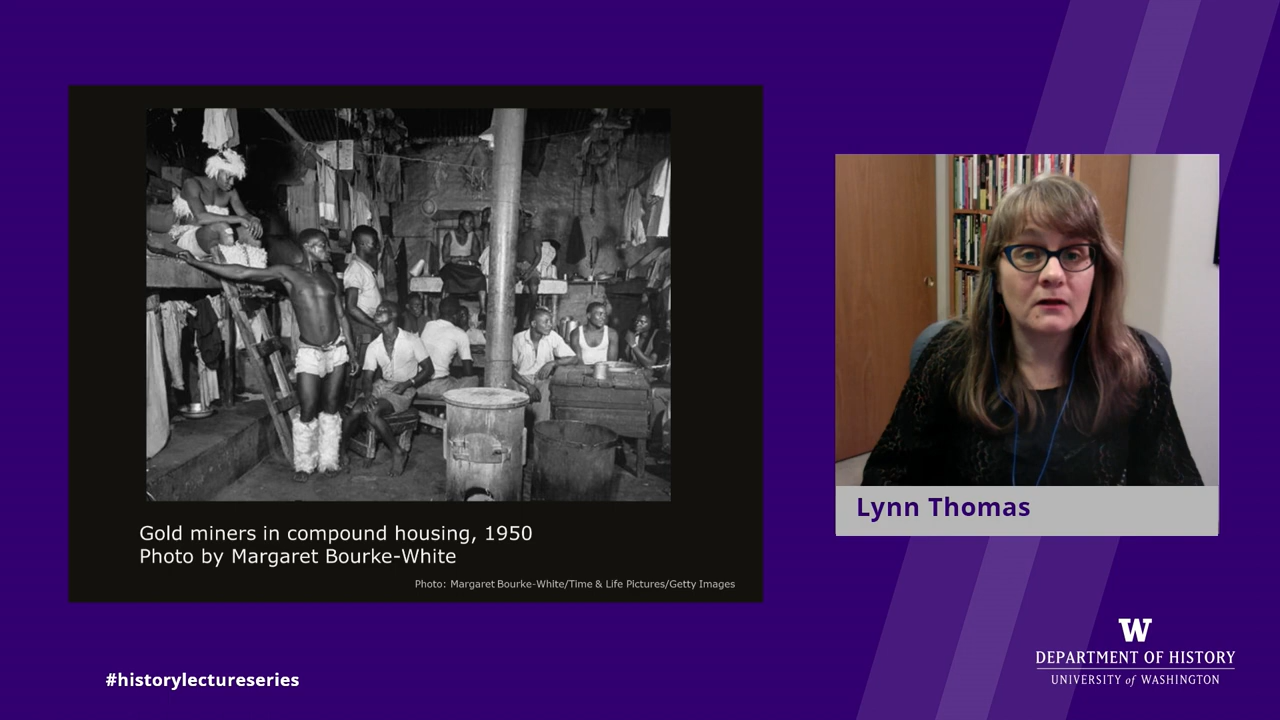 Gold miners in compound housing, 1950
Photo by Margaret Bourke-White
Photo: Margaret Bourke-White/Time & Life Pictures/Getty Images
Lynn Thomas
#historylectureseries
W
DEPARTMENT OF HISTORY
UNIVERSITY of WASHINGTON